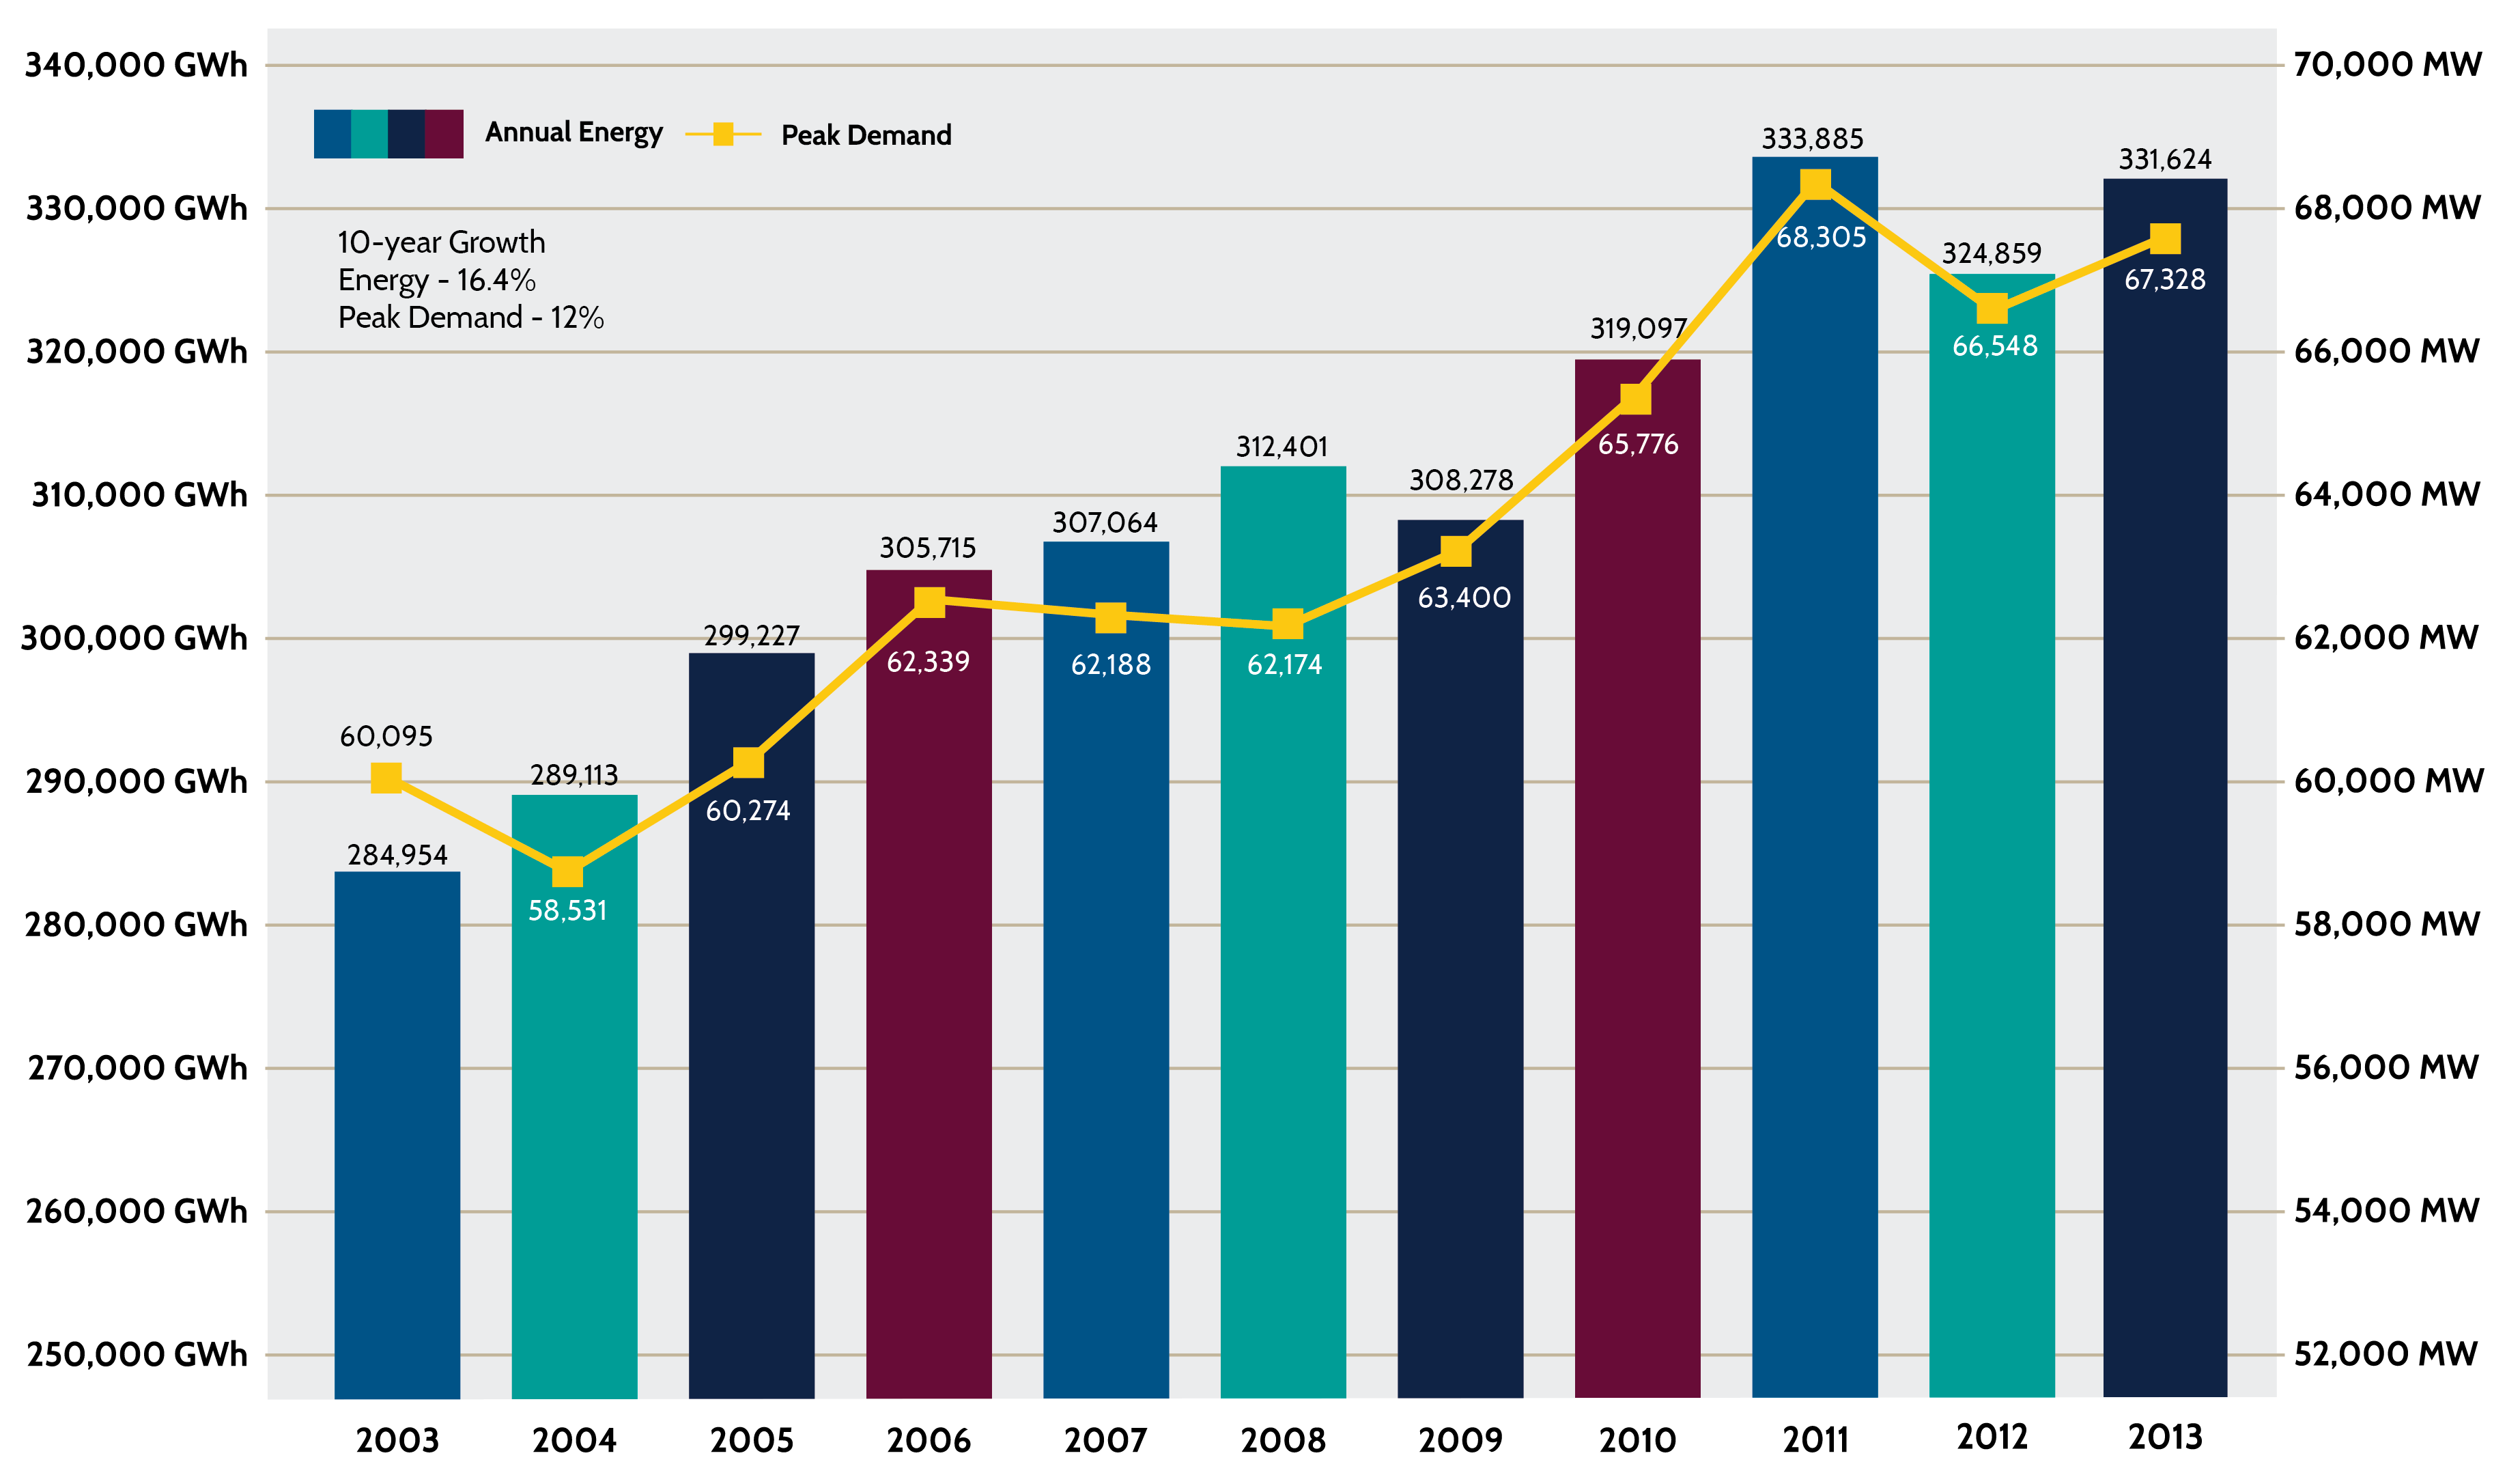 340,000 GWh
330,000 GWh
320,000 GWh
310,000 GWh
300,000 GWh
290,000 GWh
280,000 GWh
270,000 GWh
260,000 GWh
250,000 GWh
Annual Energy
Peak Demand
10-year Growth
Energy - 16.4%
Peak Demand - 12%
60,095
284,954
289,113
58,531
299,227
60,274
305,715
62,339
307,064
62,188
312,401
62,174
308,278
63,400
319,097
65,776
333,885
68,305
324,859
66,548
331,624
67,328
70,000 MW
68,000 MW
66,000 MW
64,000 MW
62,000 MW
60,000 MW
58,000 MW
56,000 MW
54,000 MW
52,000 MW
2003 2004 2005 2006 2007 2008 2009 2010 2011 2012 2013